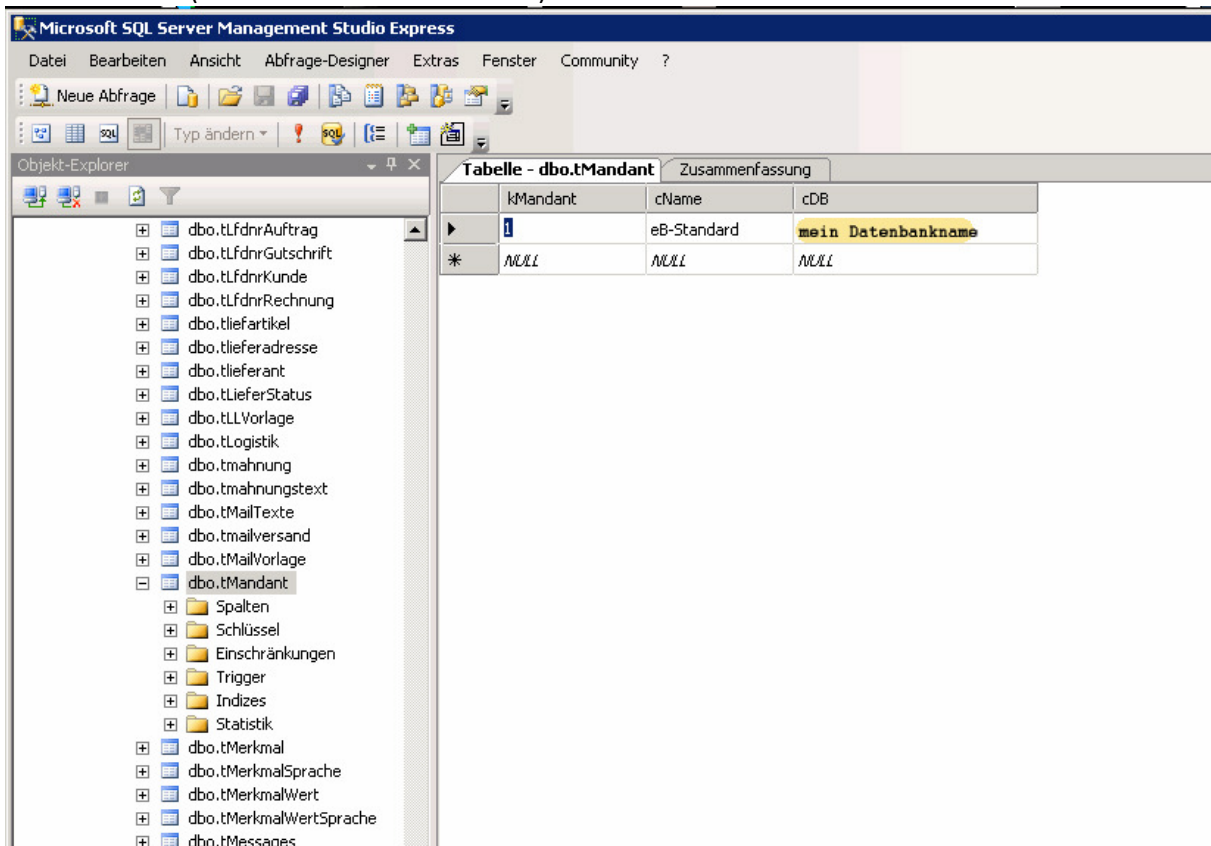 Microsoft SQL Server Management Studio Express
Datei Bearbeiten Ansicht Abfrage-Designer Extras Fenster Community ?
Neue Abfrage
SQL Typ ändern SQL
Objekt-Explorer
Tabelle - dbo.tMandant Zusammenfassung
kMandant cName cDB
1 eB-Standard mein Datenbankname
NULL NULL NULL
dbo.tLfdnrAuftrag
dbo.tLfdnrGutschrift
dbo.tLfdnrKunde
dbo.tLfdnrRechnung
dbo.tliefartikel
dbo.tlieferadresse
dbo.tlieferant
dbo.tLieferStatus
dbo.tLLVorlage
dbo.tLogistik
dbo.tmahnung
dbo.tmahnungstext
dbo.tMailTexte
dbo.tmailversand
dbo.tMailVorlage
dbo.tMandant
Spalten
Schlüssel
Einschränkungen
Trigger
Indizes
Statistik
dbo.tMerkmal
dbo.tMerkmalSprache
dbo.tMerkmalWert
dbo.tMerkmalWertSprache
dbo.tMessages